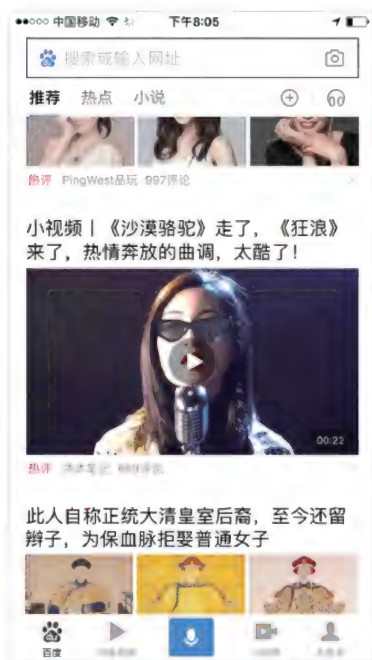 中国移动 下午8:05
搜索或输入网址
推荐 热点 小说
热评 PingWest品玩 997评论
小视频丨《沙漠骆驼》走了，《狂浪》
来了，热情奔放的曲调，太酷了！
00:22
热评
此人自称正统大清皇室后裔，至今还留
辫子，为保血脉拒娶普通女子
百度